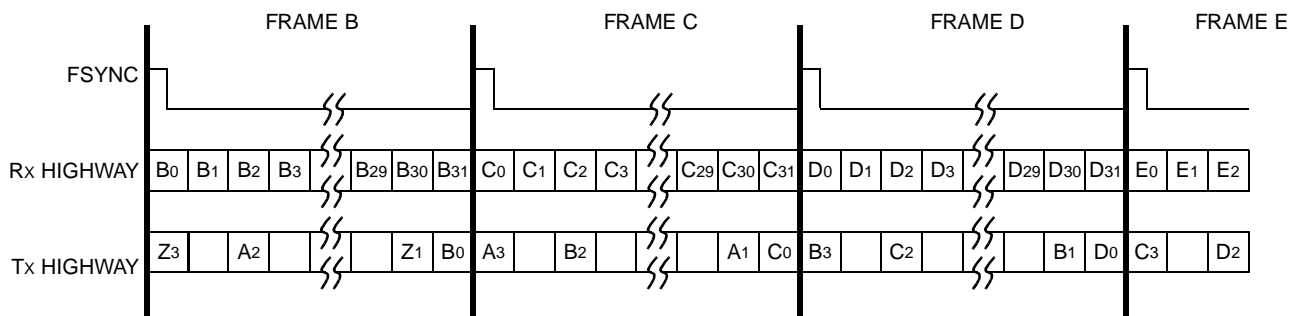 FRAME B FRAME C FRAME D FRAME E
FSYNC
Rx HIGHWAY B0 B1 B2 B3 B29 B30 B31 C0 C1 C2 C3 C29 C30 C31 D0 D1 D2 D3 D29 D30 D31 E0 E1 E2
Tx HIGHWAY Z3 A2 Z1 B0 A3 B2 A1 C0 B3 C2 B1 D0 C3 D2